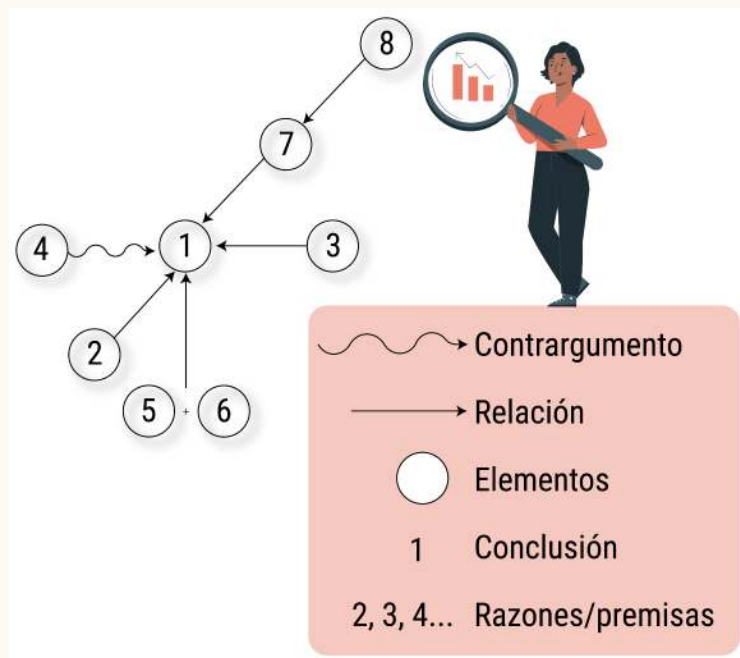 8
7
4
1
3
2
5 + 6
Contrargumento
Relación
Elementos
1 Conclusión
2, 3, 4... Razones/premisas